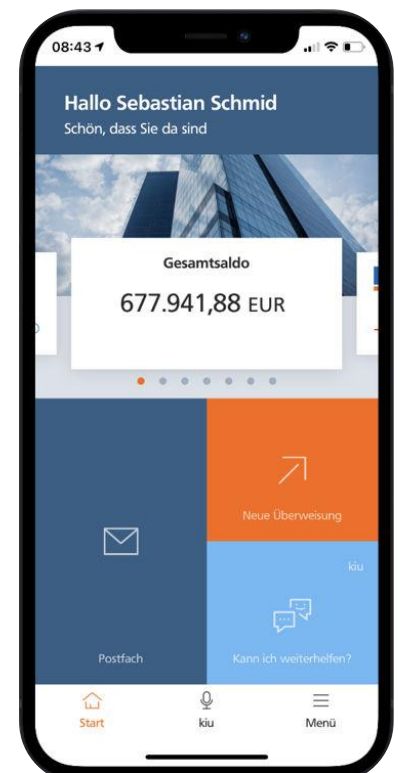 08:43
Hallo Sebastian Schmid
Schön, dass Sie da sind
Gesamtsaldo
677.941,88 EUR
Neue Überweisung
kiu
Kann ich weiterhelfen?
Postfach
Start
kiu
Menü